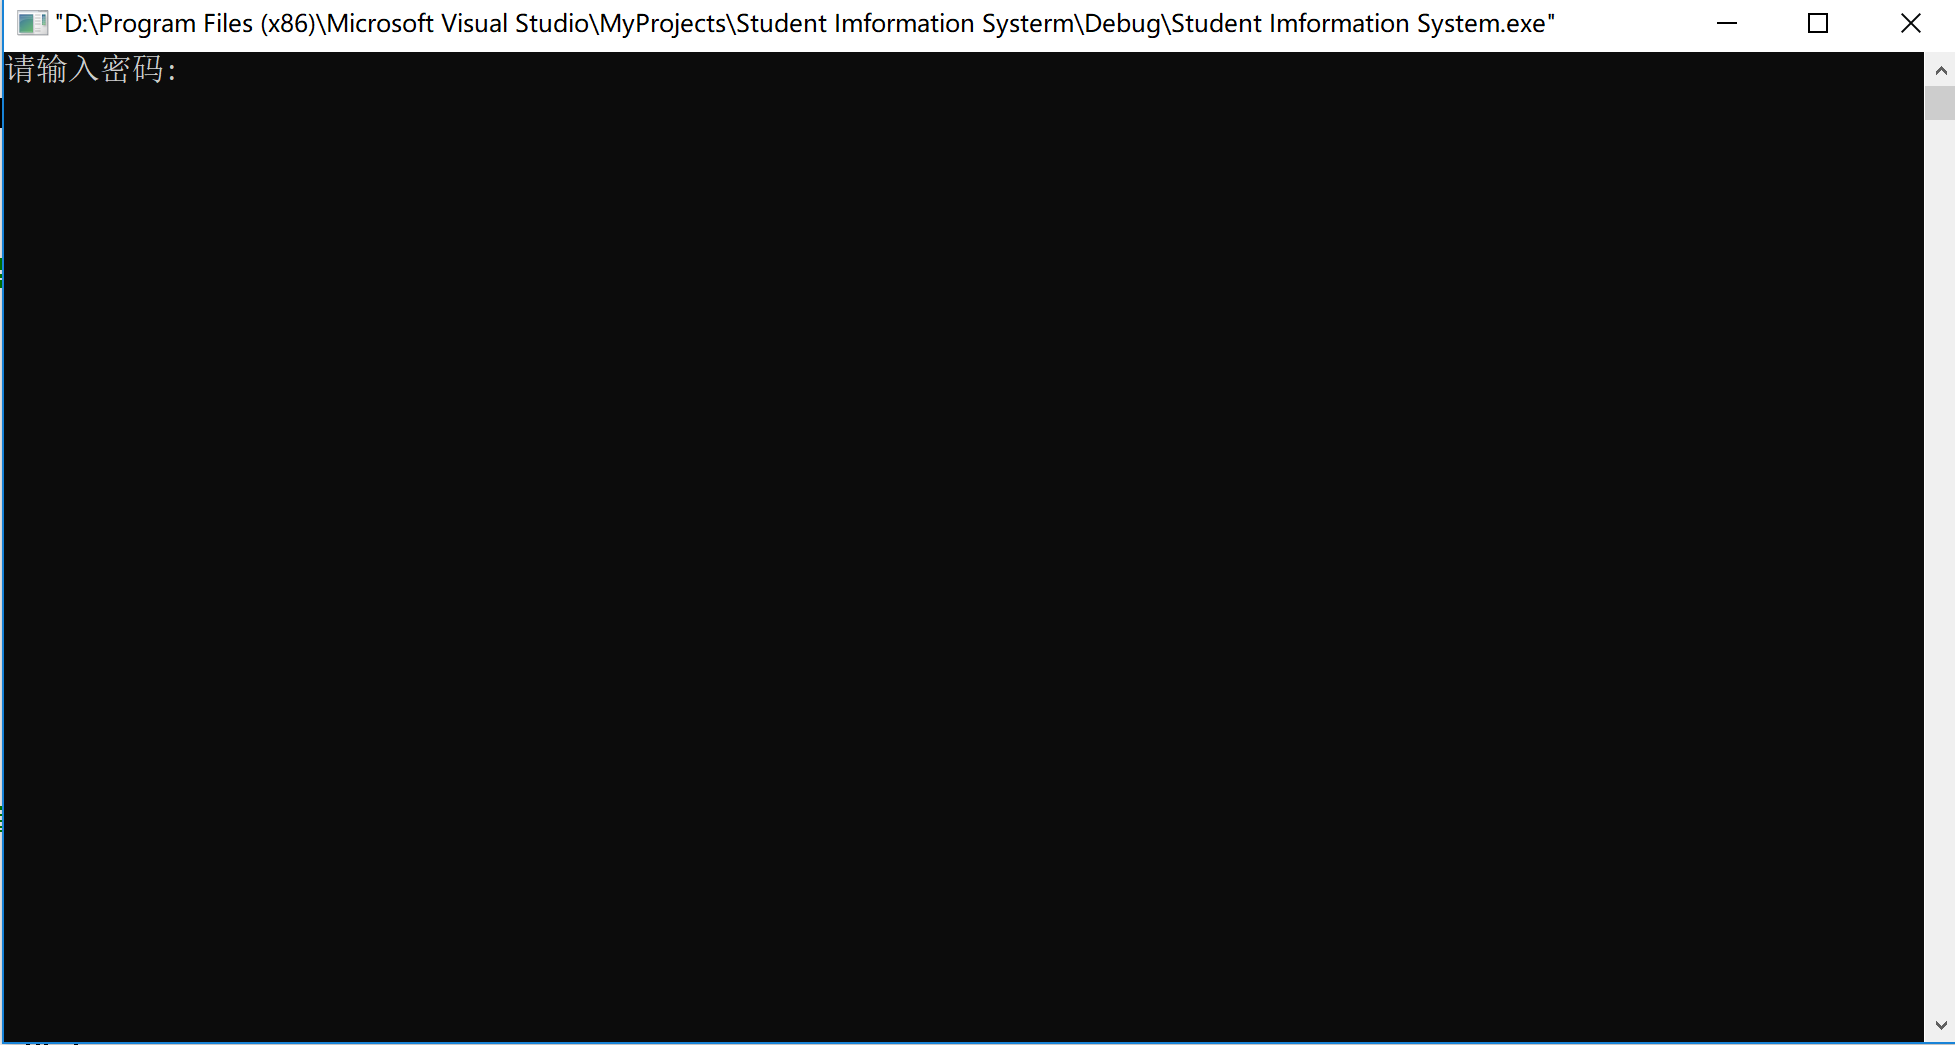 "D:\Program Files (x86)\Microsoft Visual Studio\MyProjects\Student Imformation Systerm\Debug\Student Imformation System.exe"
请输入密码：